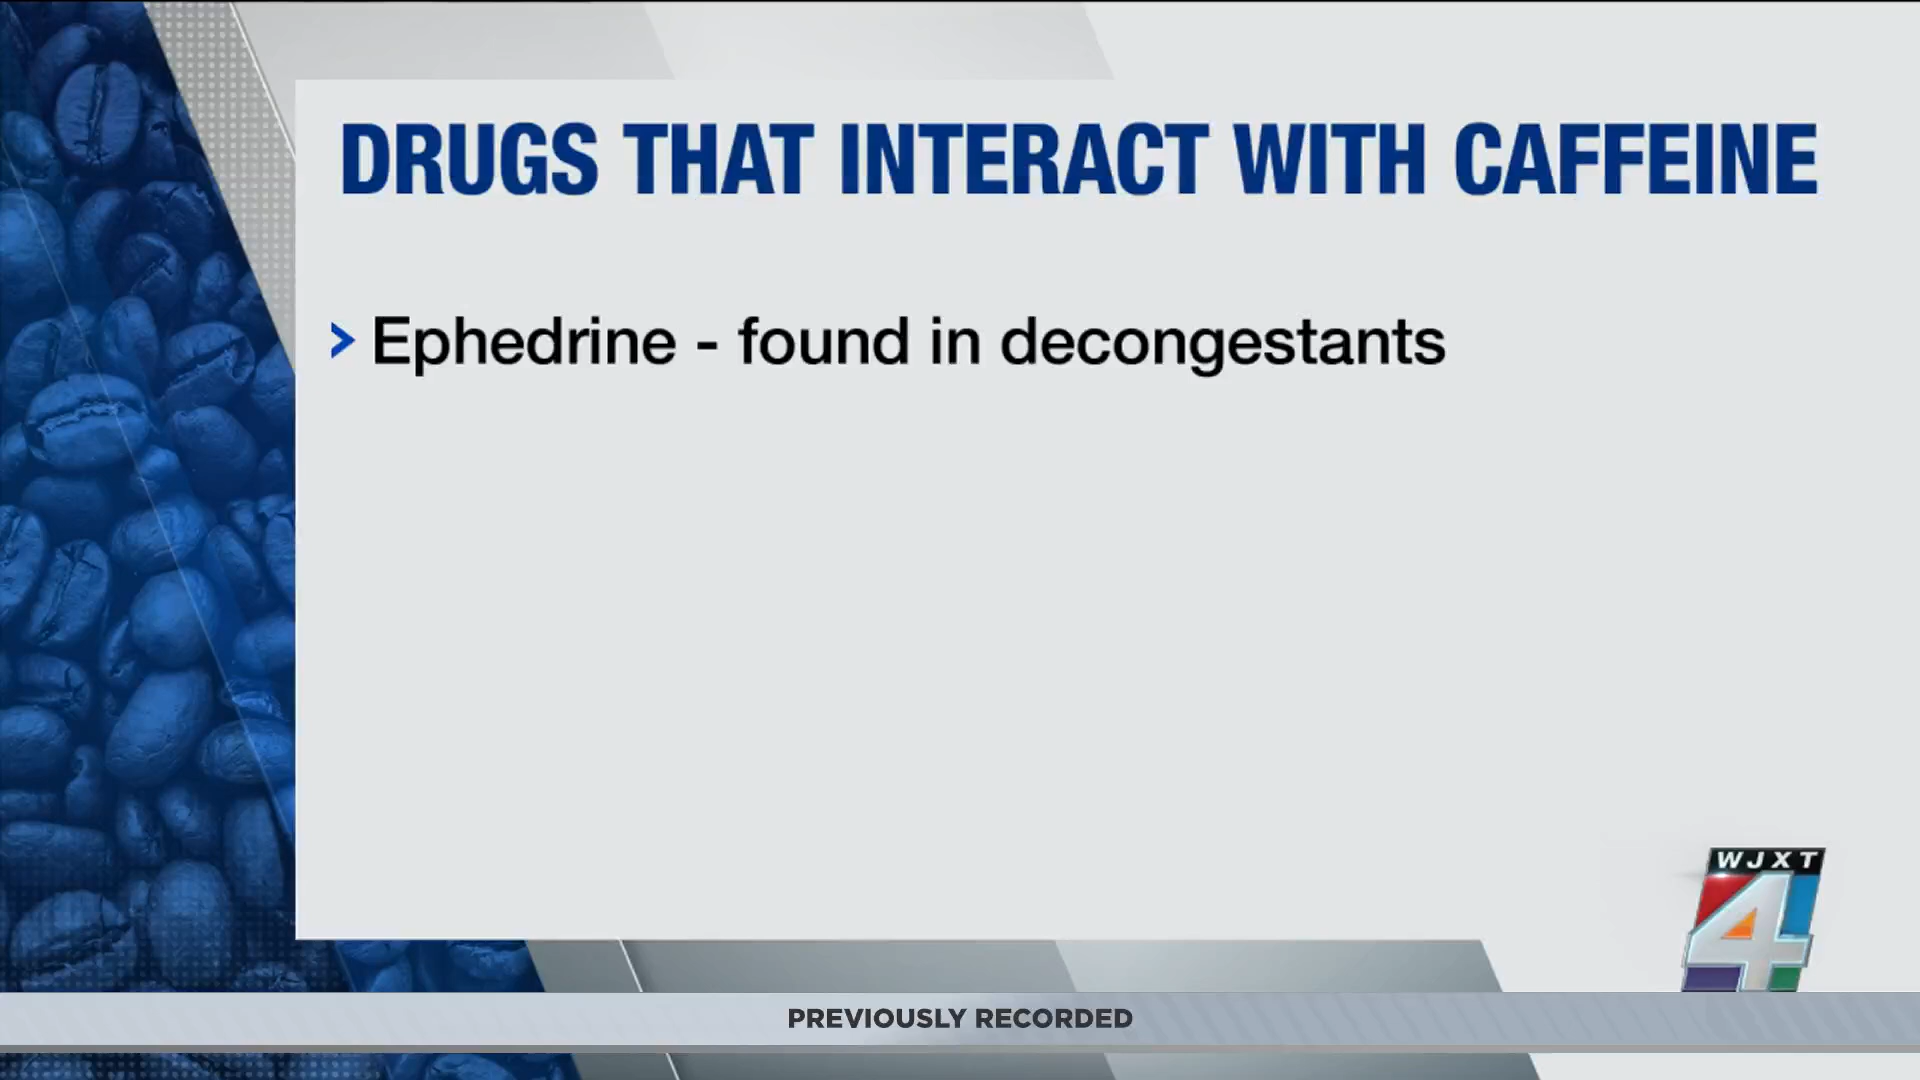 DRUGS THAT INTERACT WITH CAFFEINE
> Ephedrine - found in decongestants
WJXT
4
PREVIOUSLY RECORDED